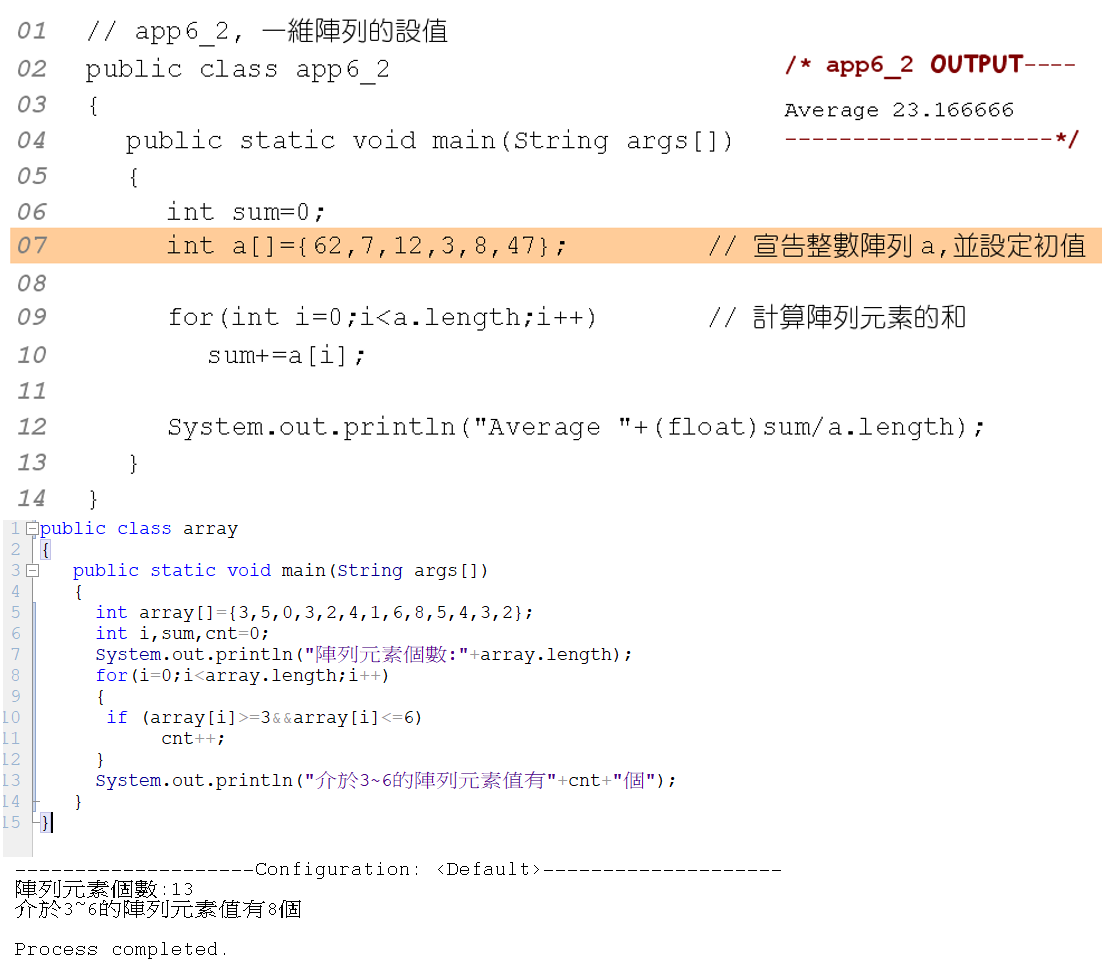 01 // app6_2, 一維陣列的設值
02 public class app6_2
03 {
04 public static void main(String args[])
05 {
06 int sum=0;
07 int a[]={62,7,12,3,8,47}; // 宣告整數陣列 a,並設定初值
08
09 for(int i=0;i<a.length;i++) // 計算陣列元素的和
10 sum+=a[i];
11
12 System.out.println("Average "+(float)sum/a.length);
13 }
14 }
/* app6_2 OUTPUT----
Average 23.166666
--------------------*/
1 public class array
2 {
3 public static void main(String args[])
4 {
5 int array[]={3,5,0,3,2,4,1,6,8,5,4,3,2};
6 int i,sum,cnt=0;
7 System.out.println("陣列元素個數:"+array.length);
8 for(i=0;i<array.length;i++)
9 {
10 if (array[i]>=3&&array[i]<=6)
11 cnt++;
12 }
13 System.out.println("介於3~6的陣列元素值有"+cnt+"個");
14 }
15 }
--------------------Configuration: <Default>--------------------
陣列元素個數:13
介於3~6的陣列元素值有8個
Process completed.